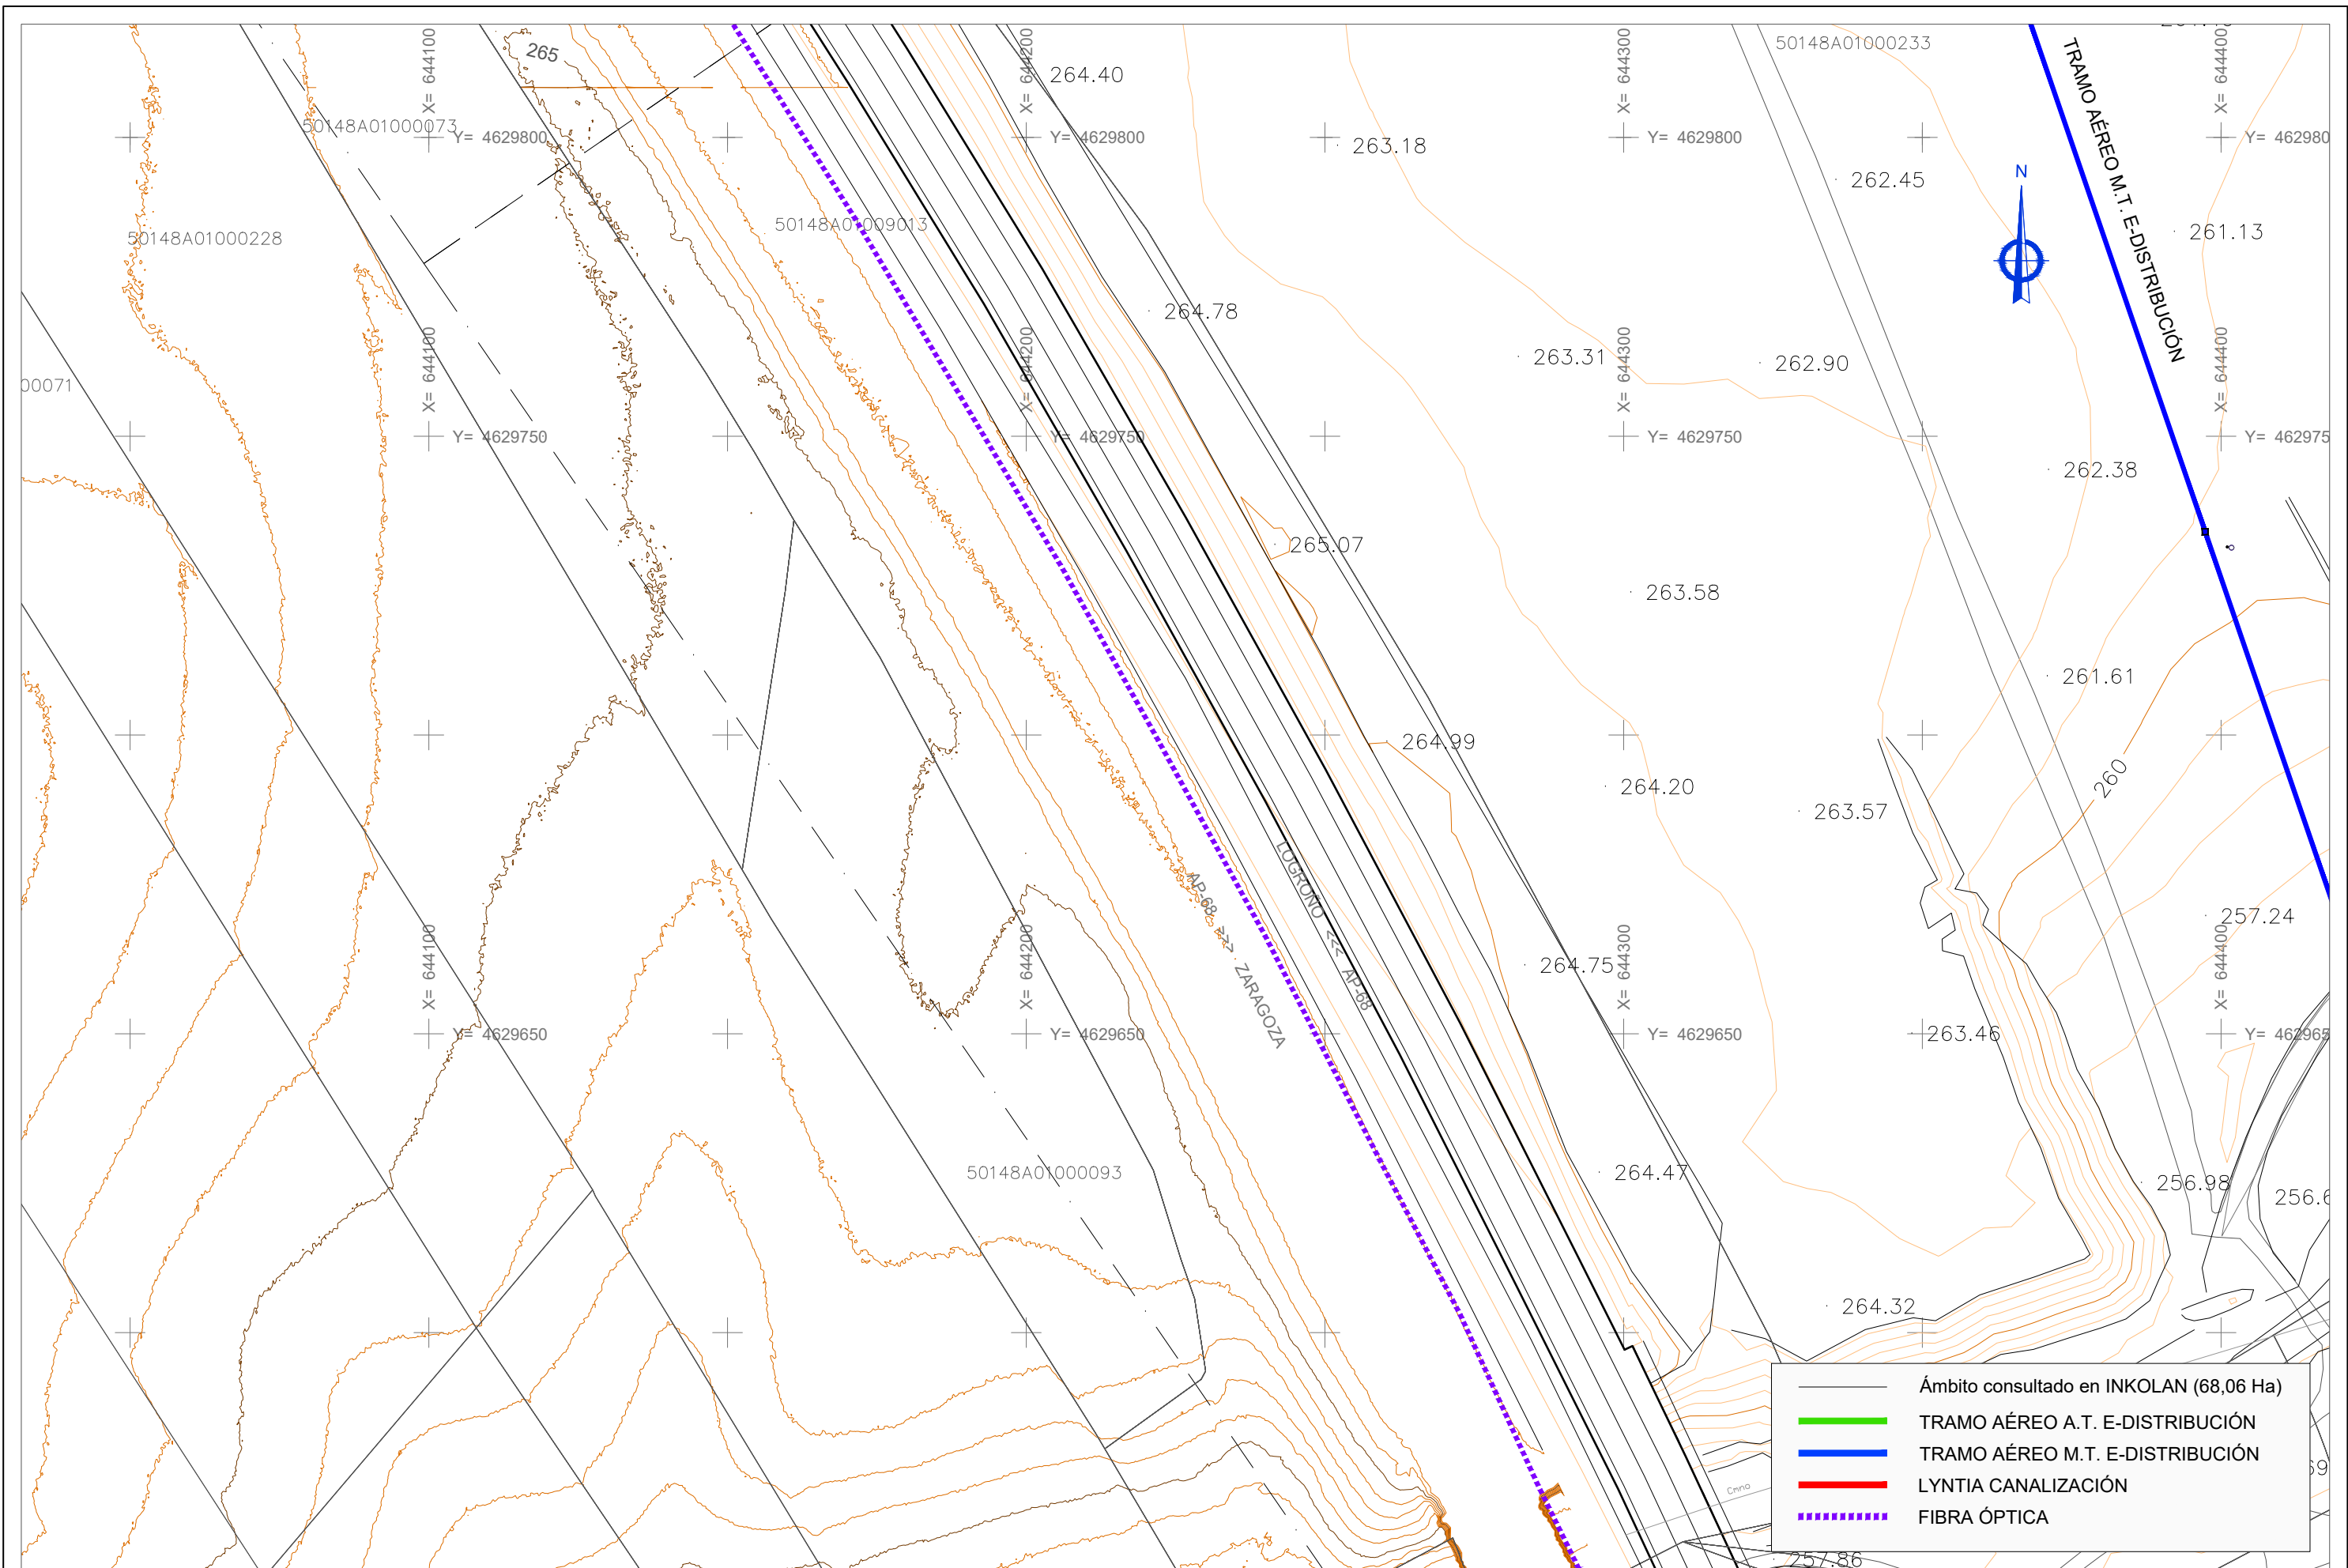 265
X= 644100
X= 644200
264.40
X= 644300
50148A01000233
TRAMO AÉREO M.T. E-DISTRIBUCIÓN
X= 644400
50148A01000073
Y= 4629800
Y= 4629800
263.18
Y= 4629800
Y= 462980
N
262.45
50148A01000228
50148A01009013
261.13
264.78
00071
X= 644100
X= 644200
263.31
X= 644300
262.90
X= 644400
Y= 4629750
Y= 4629750
Y= 4629750
Y= 462975
262.38
265.07
263.58
261.61
264.99
264.20
263.57
260
AP-68 >>> ZARAGOZA
LOGROÑO <<< AP-68
257.24
X= 644100
X= 644200
264.75
X= 644300
X= 644400
Y= 4629650
Y= 4629650
Y= 4629650
263.46
Y= 462965
50148A01000093
264.47
256.98
256.6
264.32
Ámbito consultado en INKOLAN (68,06 Ha)
TRAMO AÉREO A.T. E-DISTRIBUCIÓN
TRAMO AÉREO M.T. E-DISTRIBUCIÓN
LYNTIA CANALIZACIÓN
FIBRA ÓPTICA
Cmno
257.86